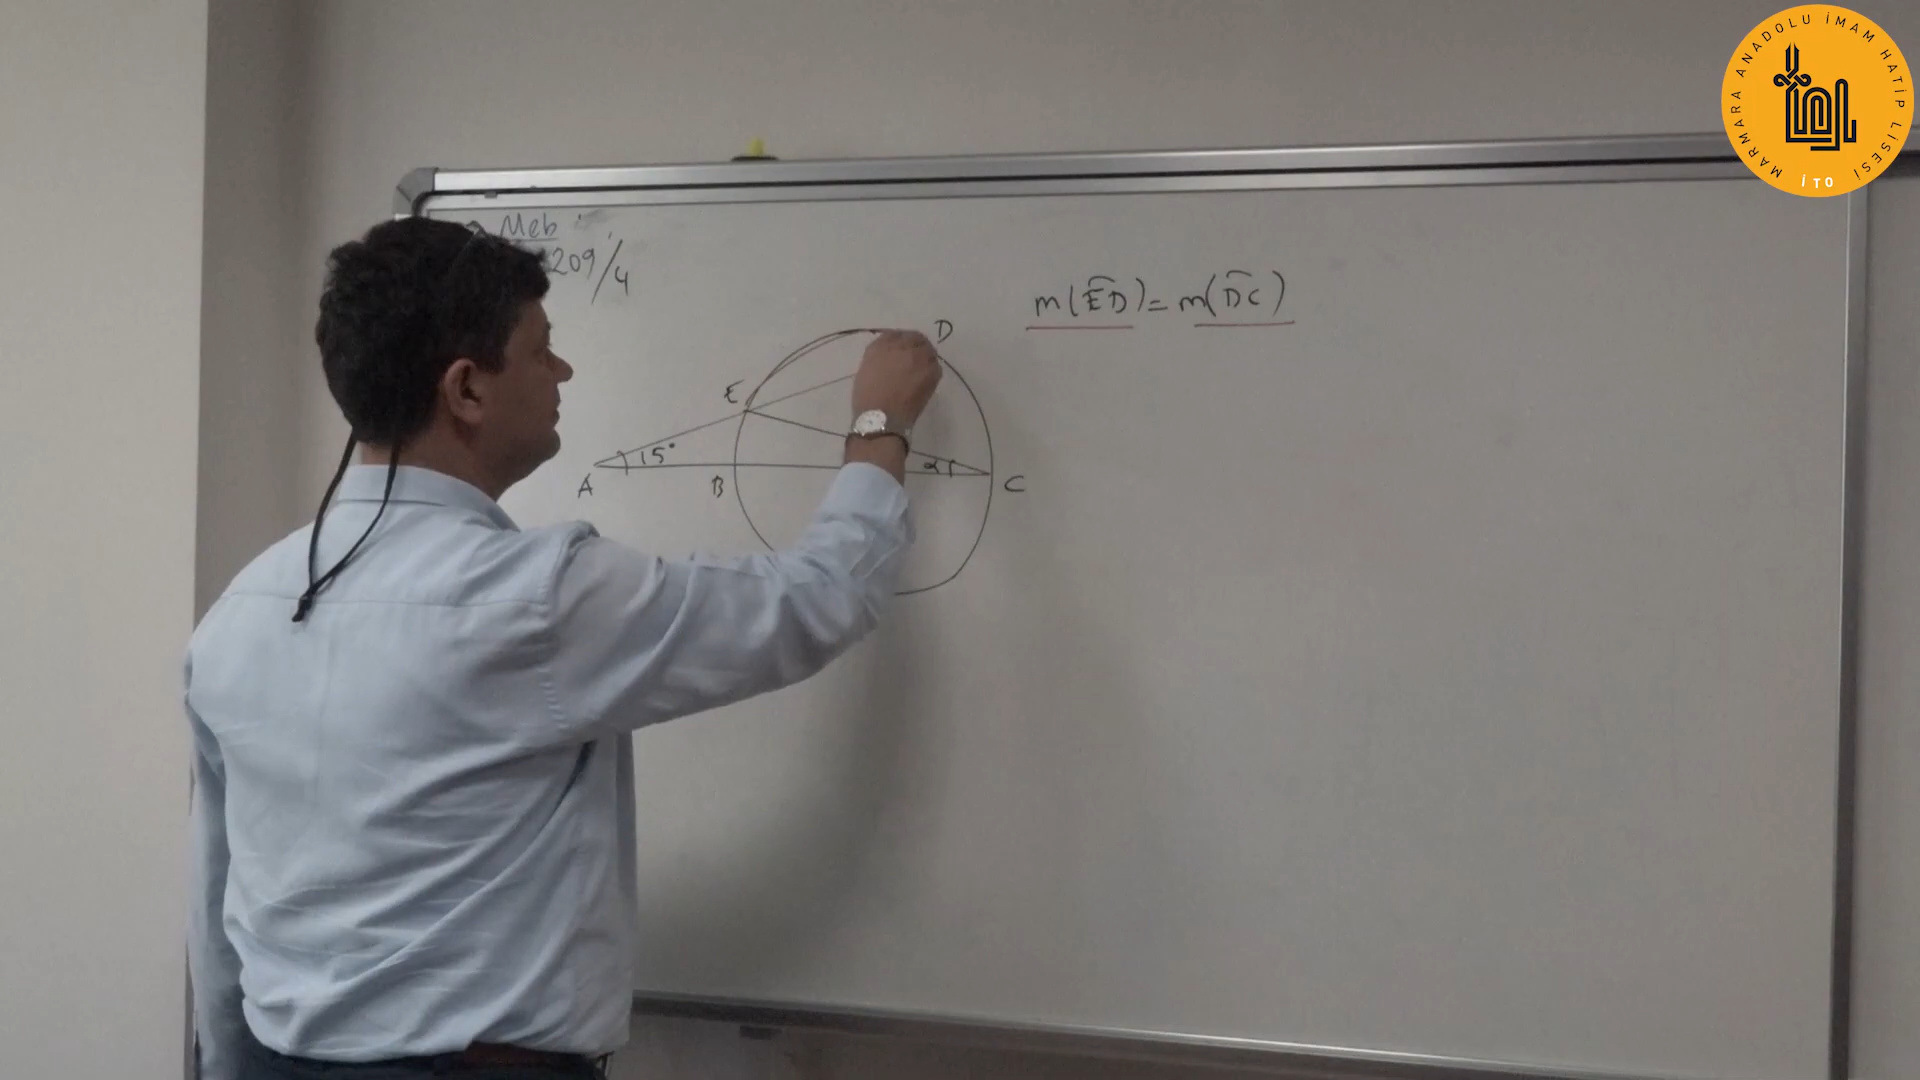 MARMARA ANADOLU İMAM HATİP LİSESİ
İTO
Meb
209/4
m(ED)=m(DC)
D
E
15°
α
A
B
C